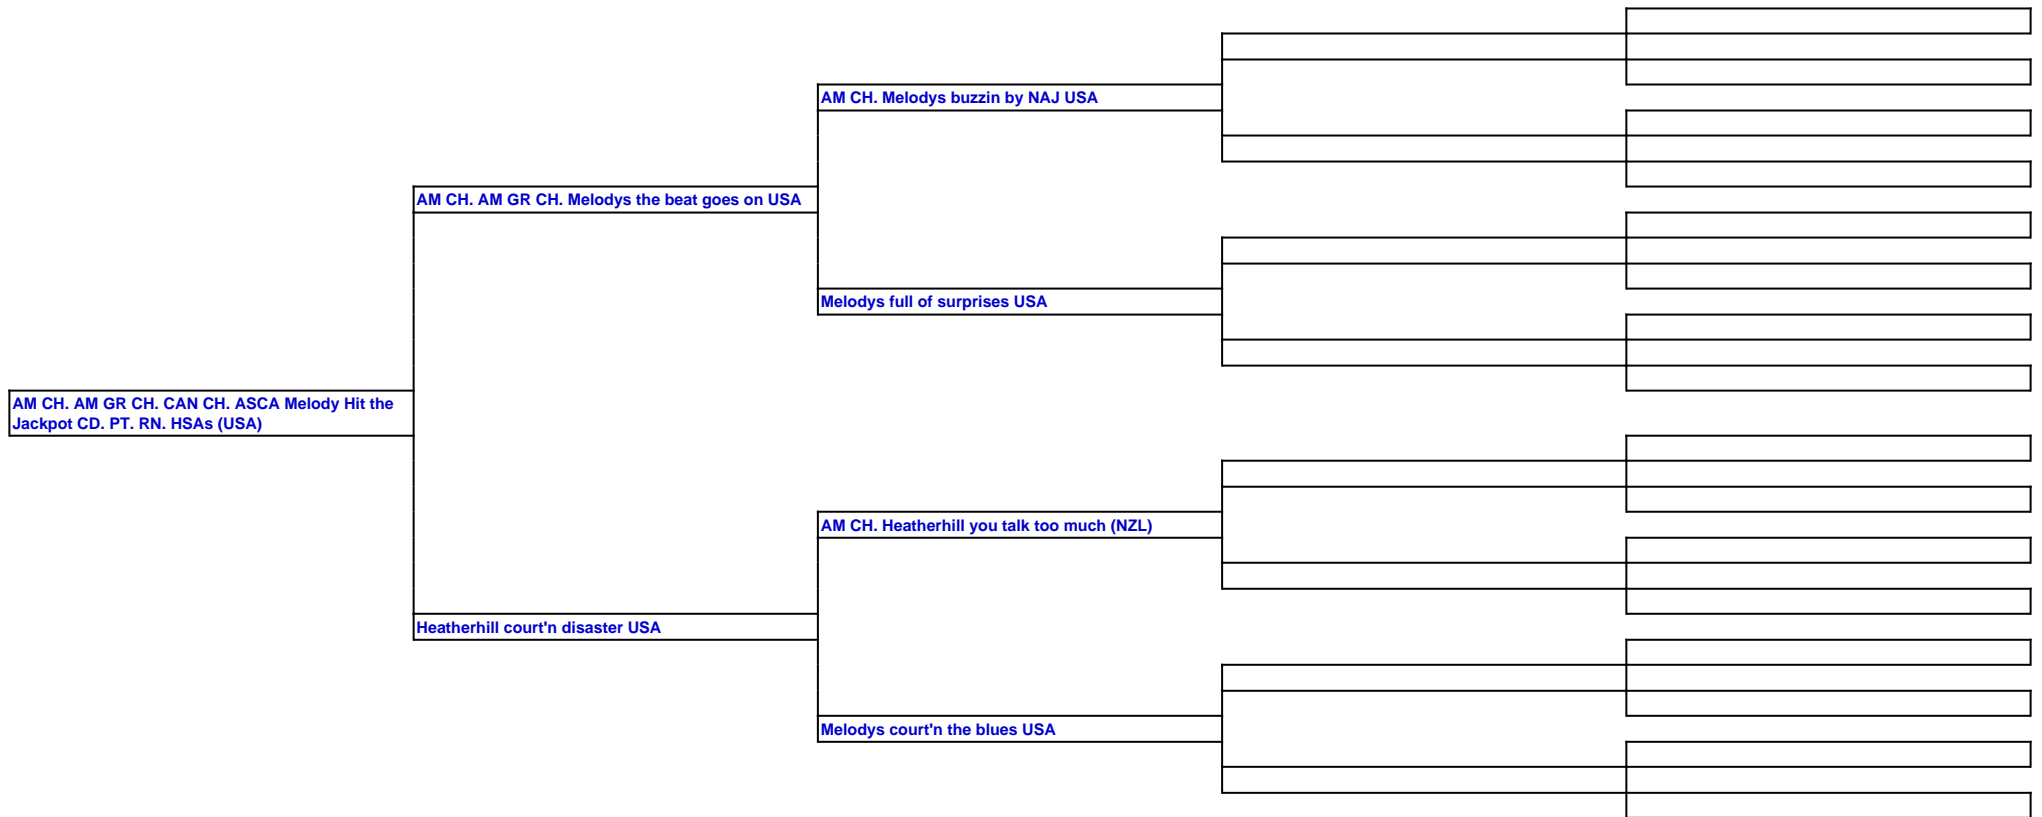 AM CH. Melodys buzzin by NAJ USA
AM CH. AM GR CH. Melodys the beat goes on USA
Melodys full of surprises USA
AM CH. AM GR CH. CAN CH. ASCA Melody Hit the
Jackpot CD. PT. RN. HSAs (USA)
AM CH. Heatherhill you talk too much (NZL)
Heatherhill court'n disaster USA
Melodys court'n the blues USA